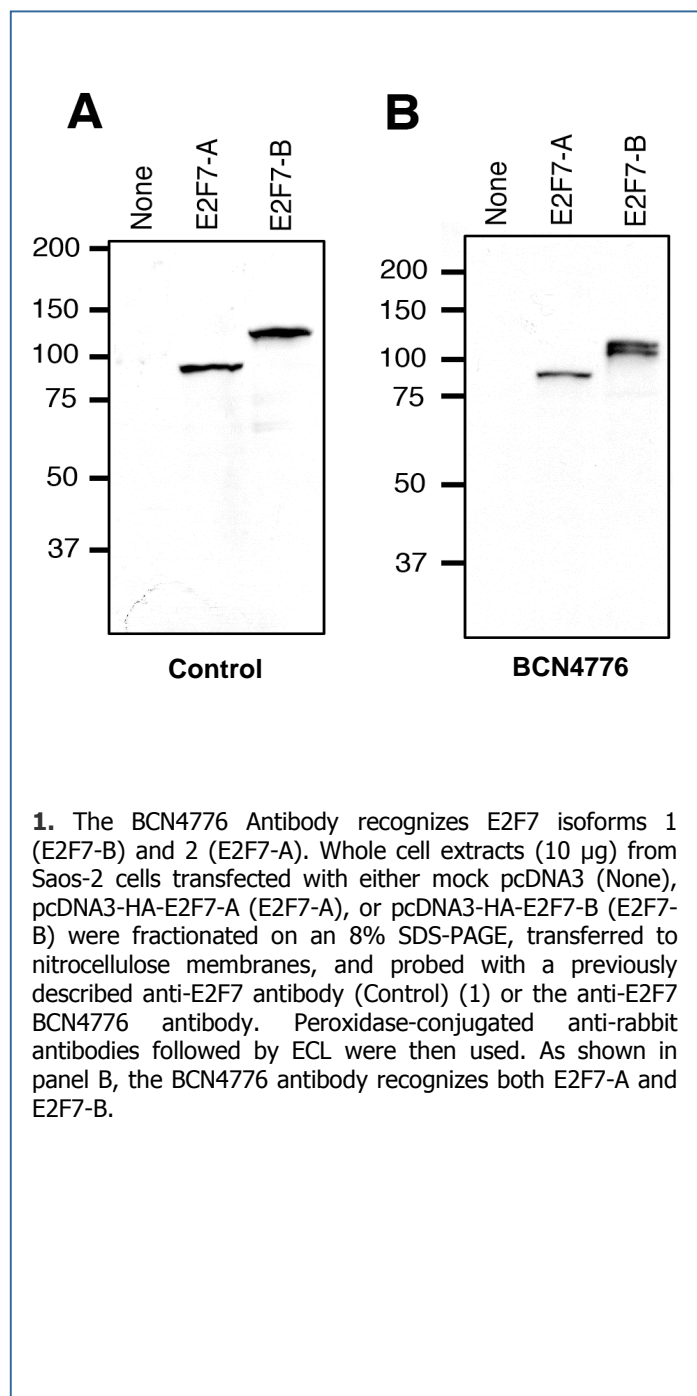 A
B
None
E2F7-A
E2F7-B
None
E2F7-A
E2F7-B
200
150
100
75
50
37
200
150
100
75
50
37
Control
BCN4776
1. The BCN4776 Antibody recognizes E2F7 isoforms 1
(E2F7-B) and 2 (E2F7-A). Whole cell extracts (10 µg) from
Saos-2 cells transfected with either mock pcDNA3 (None),
pcDNA3-HA-E2F7-A (E2F7-A), or pcDNA3-HA-E2F7-B (E2F7-
B) were fractionated on an 8% SDS-PAGE, transferred to
nitrocellulose membranes, and probed with a previously
described anti-E2F7 antibody (Control) (1) or the anti-E2F7
BCN4776 antibody. Peroxidase-conjugated anti-rabbit
antibodies followed by ECL were then used. As shown in
panel B, the BCN4776 antibody recognizes both E2F7-A and
E2F7-B.